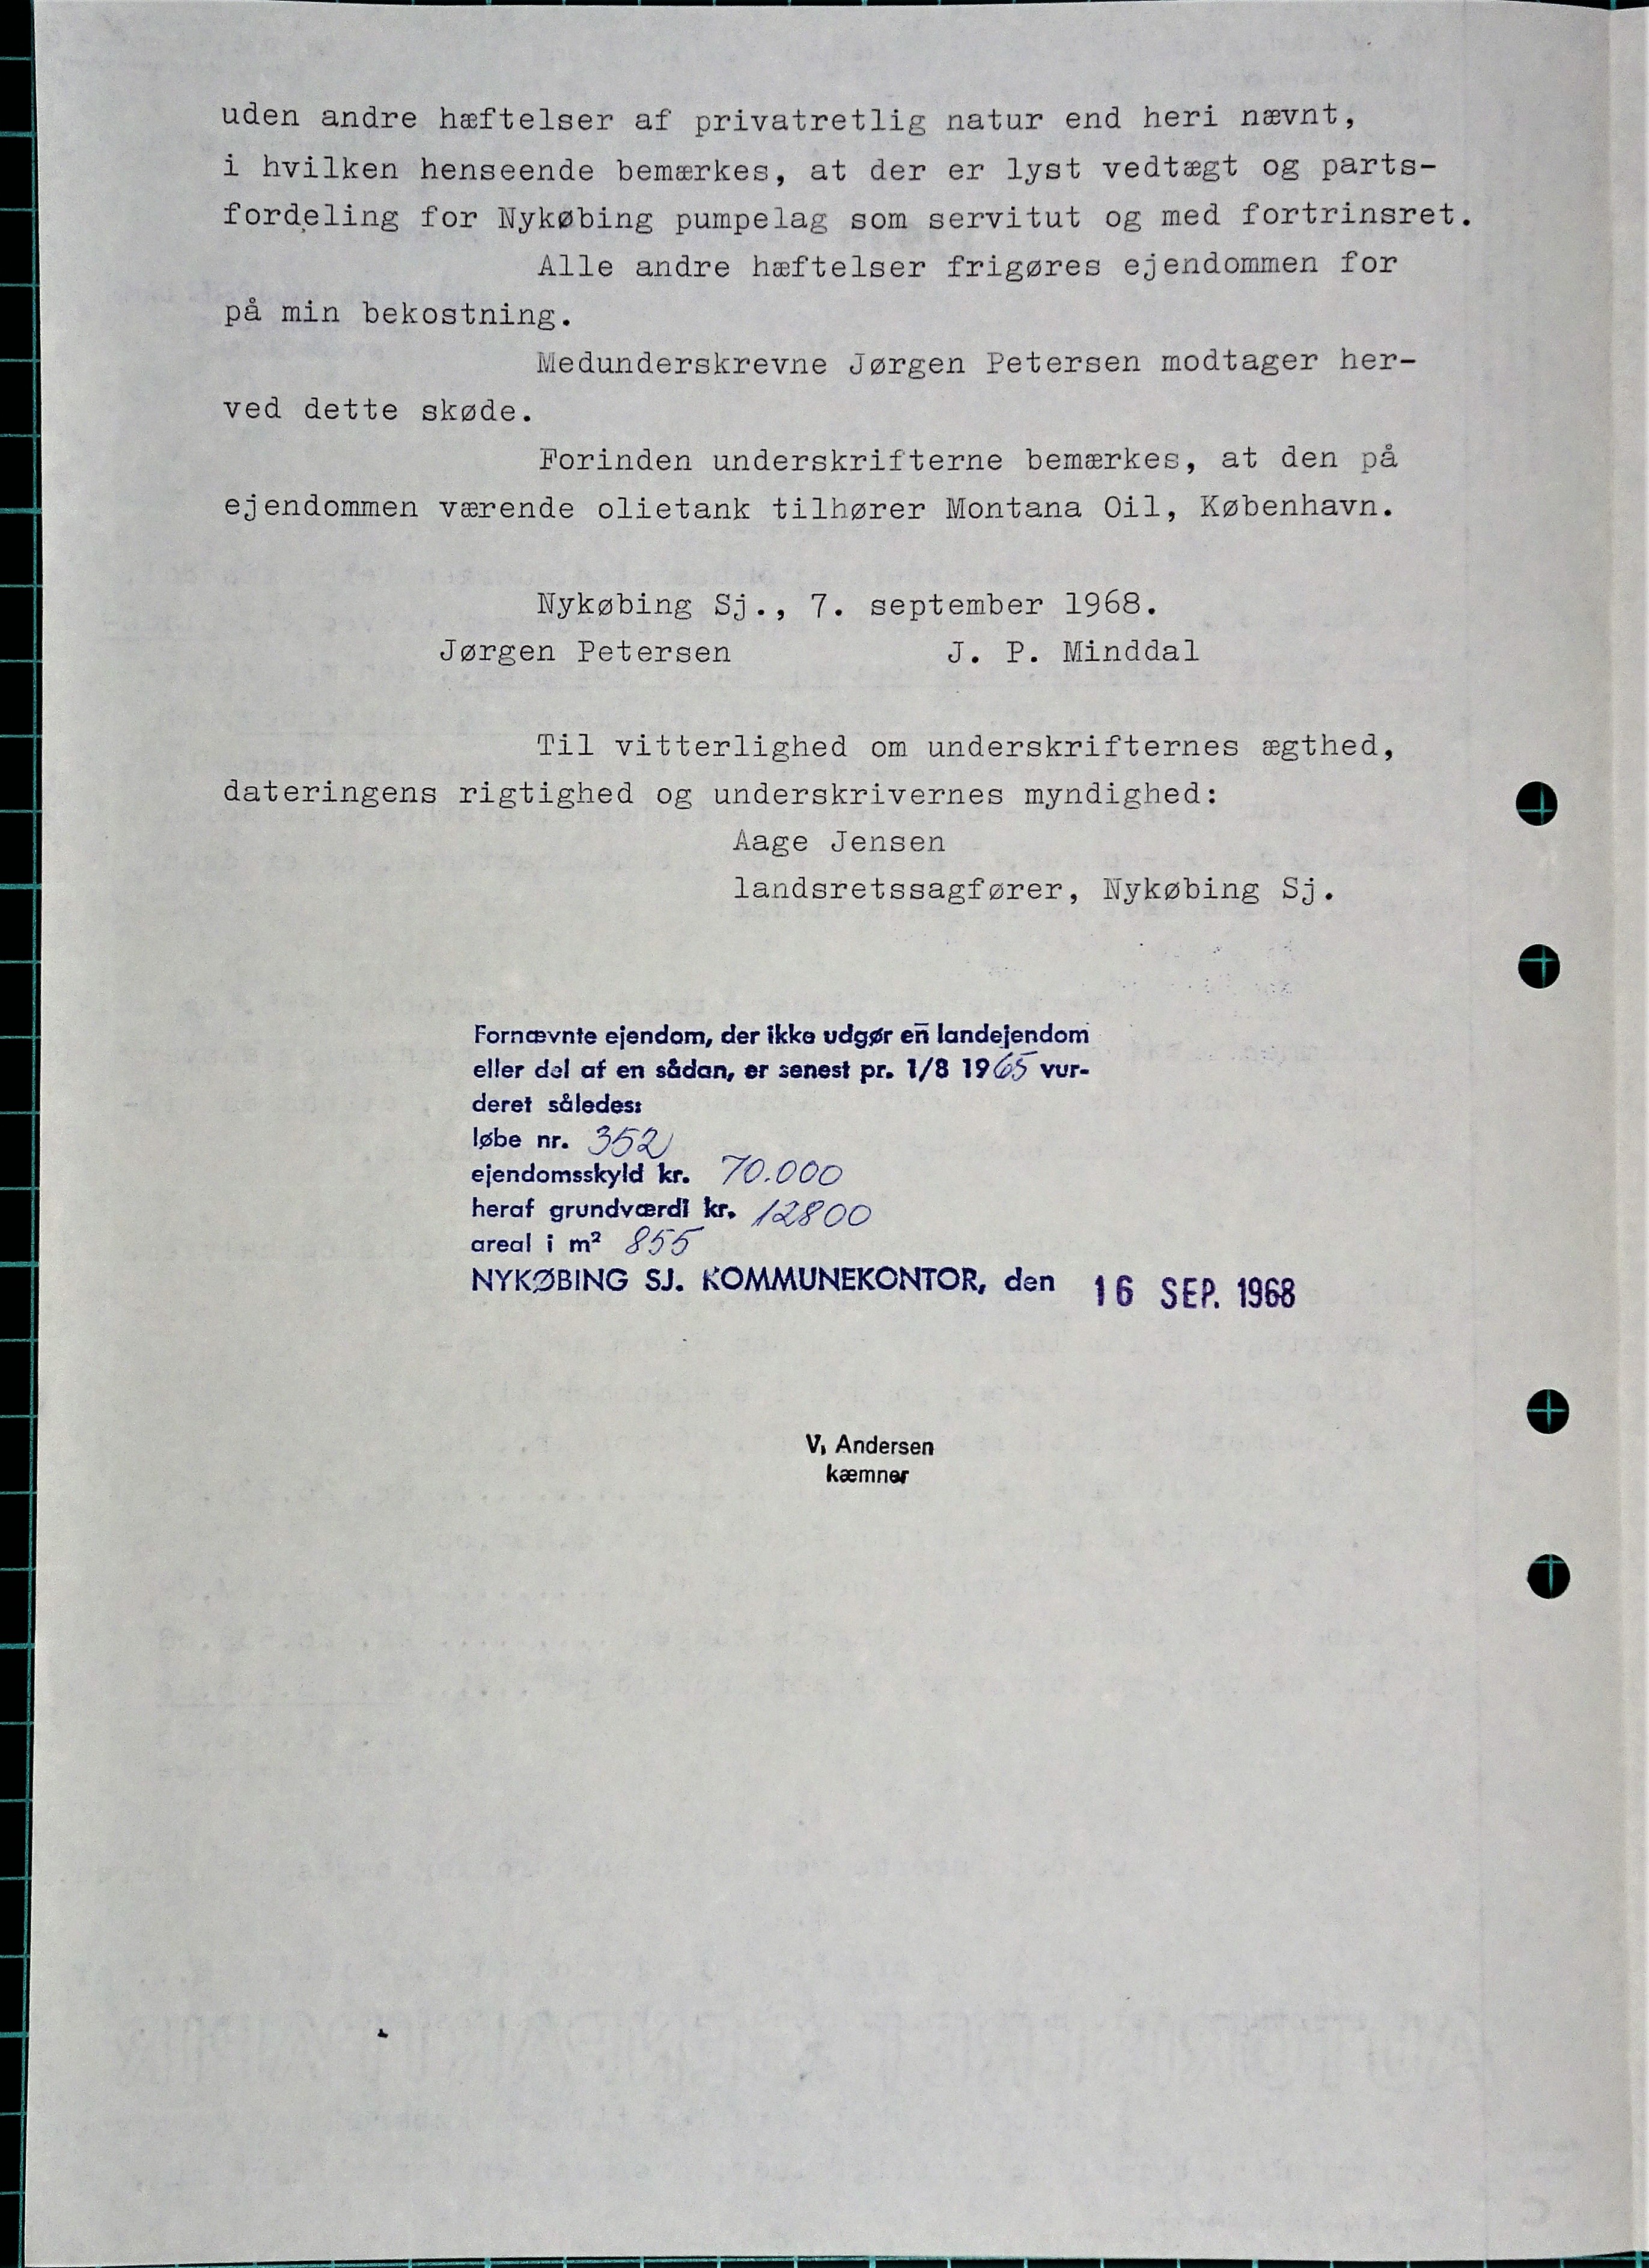 uden andre hæftelser af privatretlig natur end heri nævnt,
i hvilken henseende bemærkes, at der er lyst vedtægt og parts-
fordeling for Nykøbing pumpelag som servitut og med fortrinsret.
Alle andre hæftelser frigøres ejendommen for
på min bekostning.
Medunderskrevne Jørgen Petersen modtager her-
ved dette skøde.
Forinden underskrifterne bemærkes, at den på
ejendommen værende olietank tilhører Montana Oil, København.
Nykøbing Sj., 7. september 1968.
Jørgen Petersen J. P. Minddal
Til vitterlighed om underskrifternes ægthed,
dateringens rigtighed og underskrivernes myndighed:
Aage Jensen
landsretssagfører, Nykøbing Sj.
Fornævnte ejendom, der ikke udgør en landejendom
eller del af en sådan, er senest pr. 1/8 1965 vur-
deret således:
løbe nr. 352
ejendomsskyld kr. 70.000
heraf grundværdi kr. 12800
areal i m² 855
NYKØBING SJ. KOMMUNEKONTOR, den 16 SEP. 1968
V. Andersen
kæmner